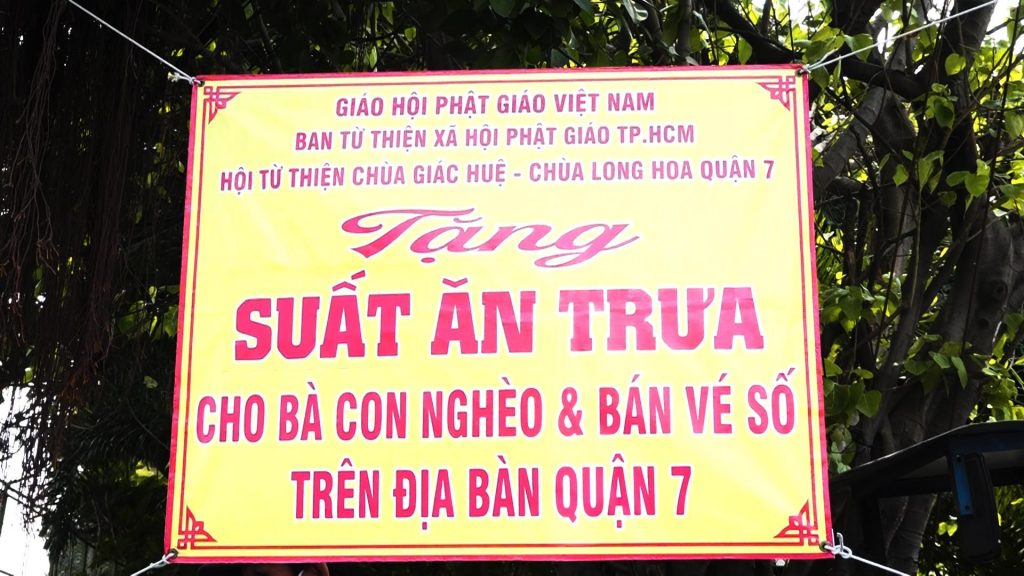 GIÁO HỘI PHẬT GIÁO VIỆT NAM
BAN TỪ THIỆN XÃ HỘI PHẬT GIÁO TP.HCM
HỘI TỪ THIỆN CHÙA GIÁC HUỆ - CHÙA LONG HOA QUẬN 7
Tặng
SUẤT ĂN TRƯA
CHO BÀ CON NGHÈO & BÁN VÉ SỐ
TRÊN ĐỊA BÀN QUẬN 7